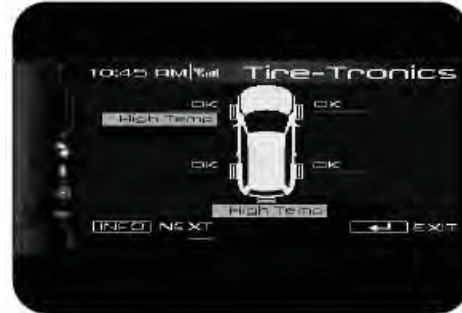 10:45 AM Tire-Tronics
OK OK
High Temp
OK OK
High Temp
INFO NEXT EXIT